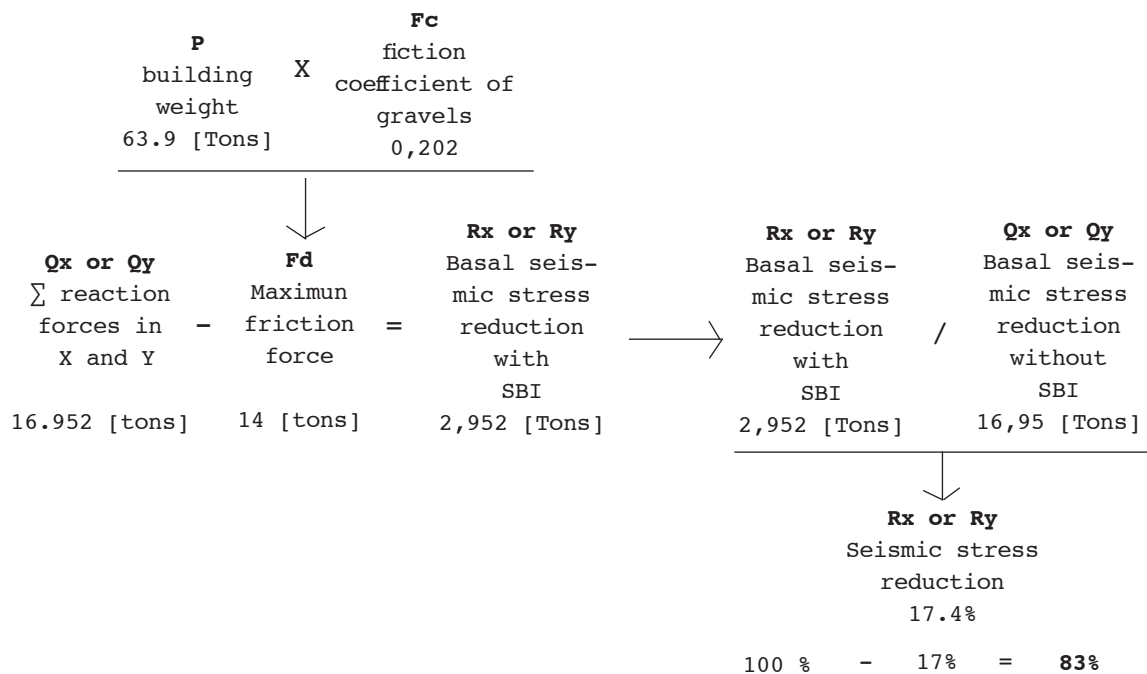 P
building
weight
63.9 [Tons]
X
Fc
fiction
coefficient of
gravels
0,202
Qx or Qy
∑ reaction
forces in
X and Y
16.952 [tons]
–
Fd
Maximun
friction
force
14 [tons]
=
Rx or Ry
Basal seis-
mic stress
reduction
with
SBI
2,952 [Tons]
Rx or Ry
Basal seis-
mic stress
reduction
with
SBI
2,952 [Tons]
/
Qx or Qy
Basal seis-
mic stress
reduction
without
SBI
16,95 [Tons]
Rx or Ry
Seismic stress
reduction
17.4%
100 % – 17% = 83%